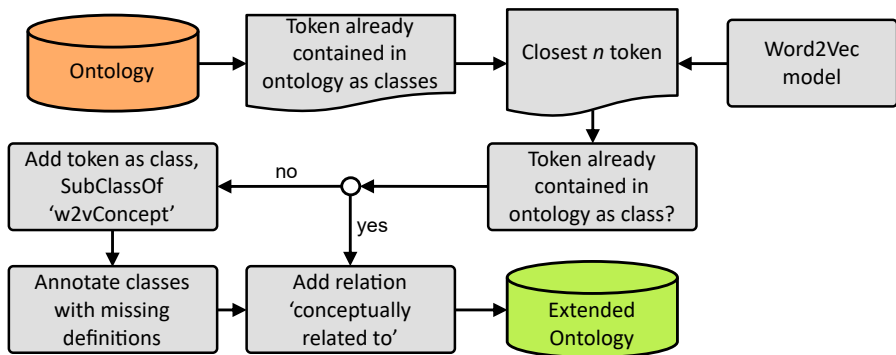 Ontology
Token already
contained in
ontology as classes
Closest n token
Word2Vec
model
Add token as class,
SubClassOf
‘w2vConcept’
no
yes
Token already
contained in
ontology as class?
Annotate classes
with missing
definitions
Add relation
‘conceptually
related to’
Extended
Ontology